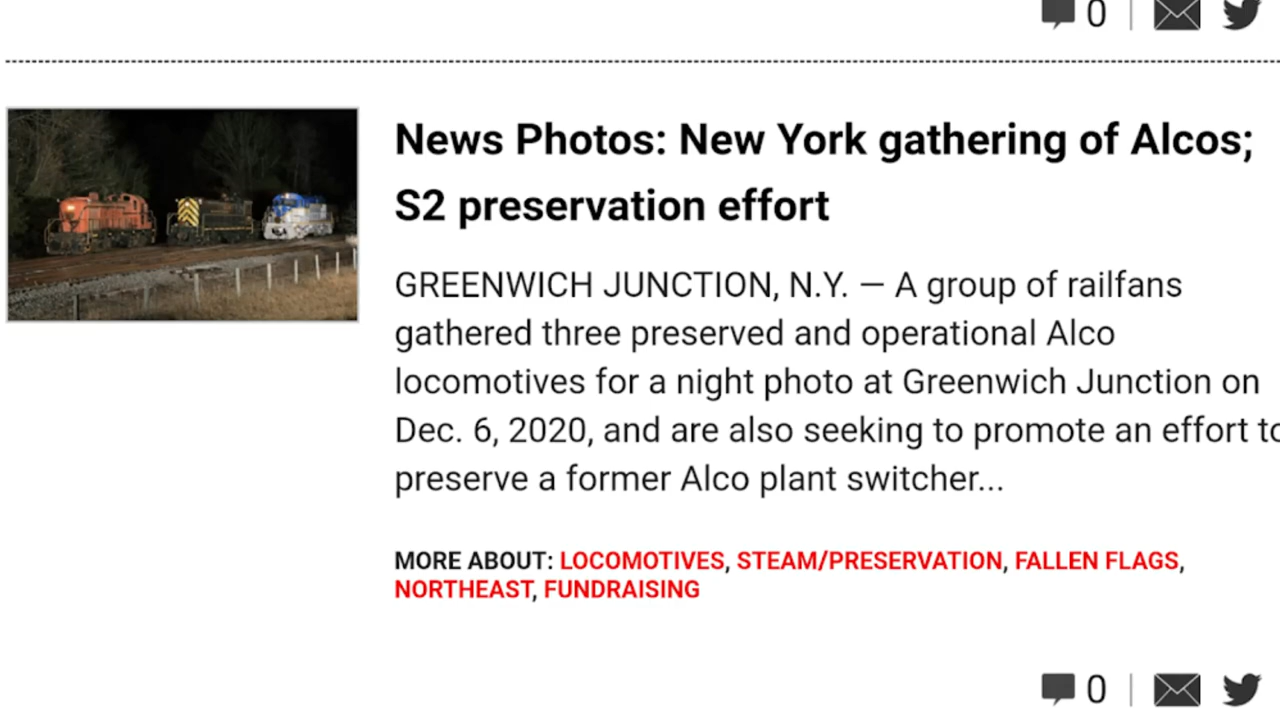 0
News Photos: New York gathering of Alcos;
S2 preservation effort
GREENWICH JUNCTION, N.Y. — A group of railfans
gathered three preserved and operational Alco
locomotives for a night photo at Greenwich Junction on
Dec. 6, 2020, and are also seeking to promote an effort to
preserve a former Alco plant switcher...
MORE ABOUT: LOCOMOTIVES, STEAM/PRESERVATION, FALLEN FLAGS,
NORTHEAST, FUNDRAISING
0